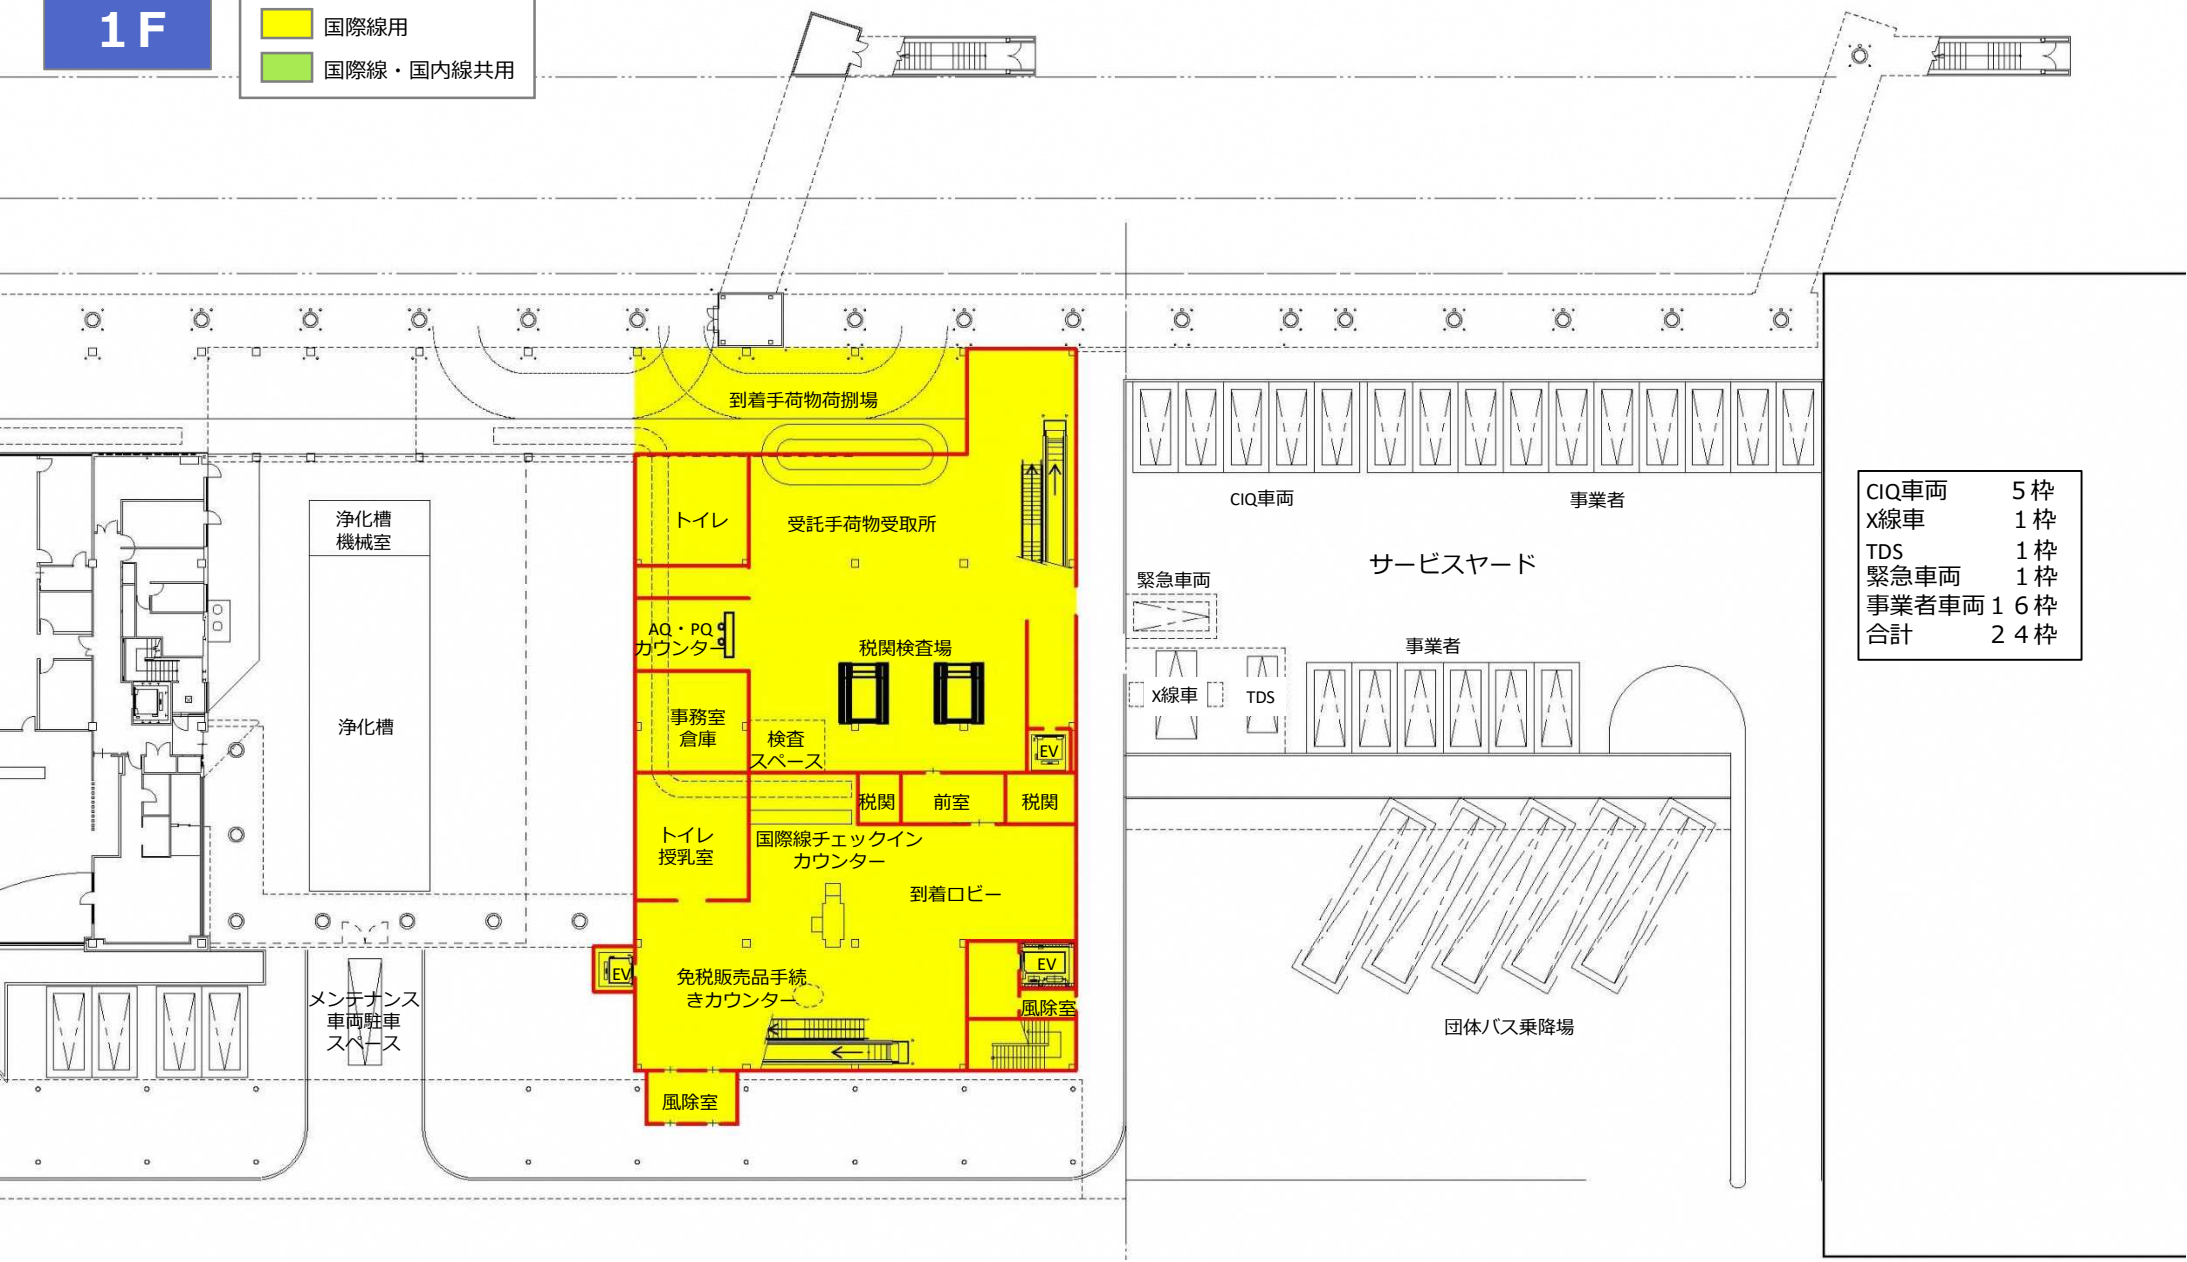 1F
国際線用
国際線・国内線共用
到着手荷物荷捌場
トイレ
受託手荷物受取所
浄化槽
機械室
AQ・PQ
カウンター
税関検査場
事務室
倉庫
検査
スペース
EV
浄化槽
税関
前室
税関
トイレ
授乳室
国際線チェックイン
カウンター
到着ロビー
EV
免税販売品手続
きカウンター
EV
風除室
メンテナンス
車両駐車
スペース
風除室
CIQ車両
事業者
サービスヤード
緊急車両
事業者
X線車
TDS
団体バス乗降場
CIQ車両 5枠
X線車 1枠
TDS 1枠
緊急車両 1枠
事業者車両16枠
合計 24枠